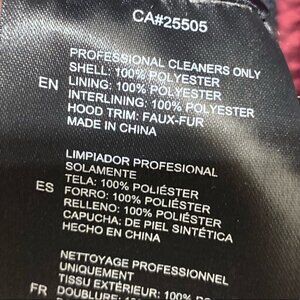 CA#25505
PROFESSIONAL CLEANERS ONLY
SHELL: 100% POLYESTER
EN LINING: 100% POLYESTER
INTERLINING: 100% POLYESTER
HOOD TRIM: FAUX-FUR
MADE IN CHINA
LIMPIADOR PROFESIONAL
SOLAMENTE
TELA: 100% POLIÉSTER
ES FORRO: 100% POLIÉSTER
RELLENO: 100% POLIÉSTER
CAPUCHA: DE PIEL SINTÉTICA
HECHO EN CHINA
NETTOYAGE PROFESSIONNEL
UNIQUEMENT
TISSU EXTÉRIEUR: 100%
FR DOUBLURE: 100%